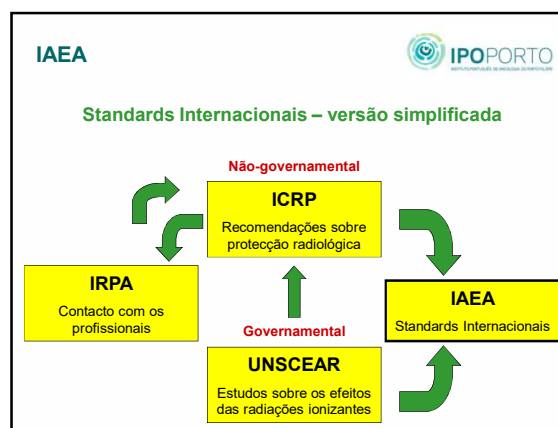 IAEA
IPOPORTO
Standards Internacionais – versão simplificada
Não-governamental
ICRP
Recomendações sobre
protecção radiológica
IRPA
Contacto com os
profissionais
IAEA
Standards Internacionais
Governamental
UNSCEAR
Estudos sobre os efeitos
das radiações ionizantes